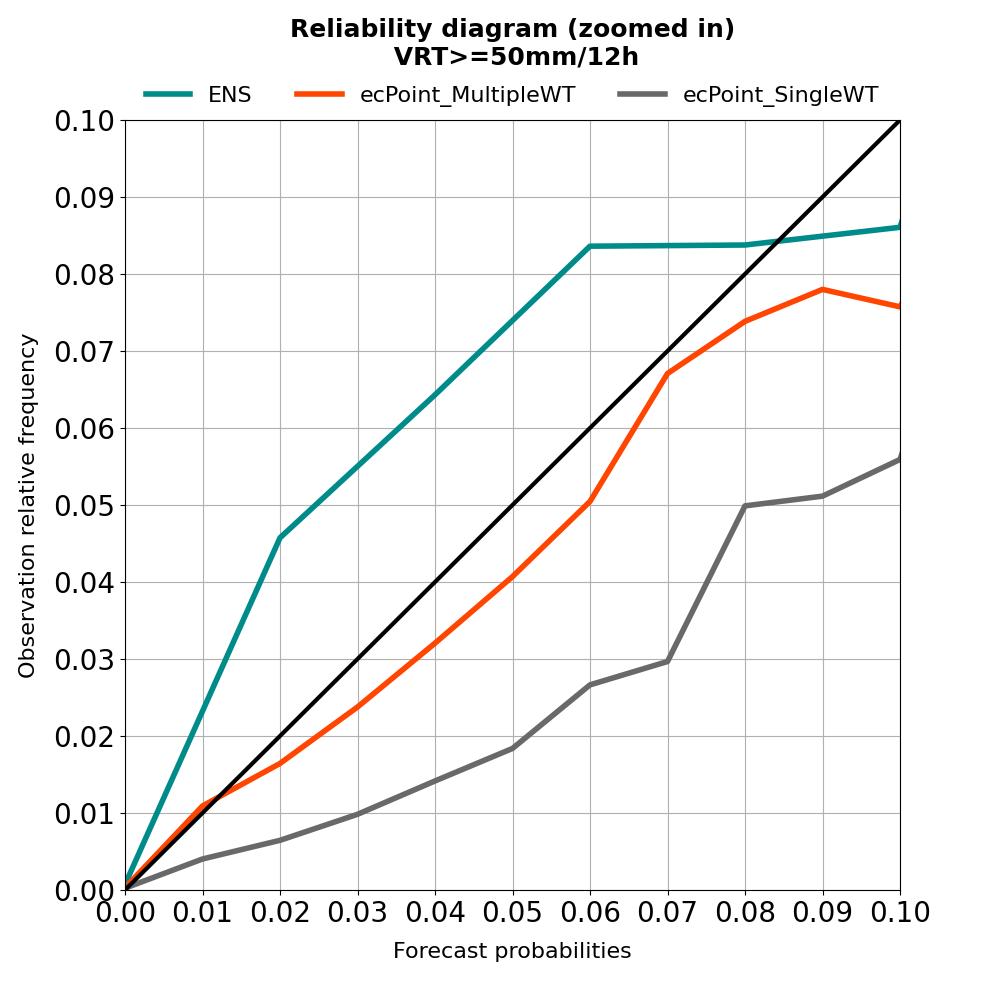 Reliability diagram (zoomed in)
VRT>=50mm/12h
ENS ecPoint_MultipleWT ecPoint_SingleWT
0.10
0.09
0.08
0.07
0.06
0.05
0.04
0.03
0.02
0.01
0.00
Observation relative frequency
0.00 0.01 0.02 0.03 0.04 0.05 0.06 0.07 0.08 0.09 0.10
Forecast probabilities